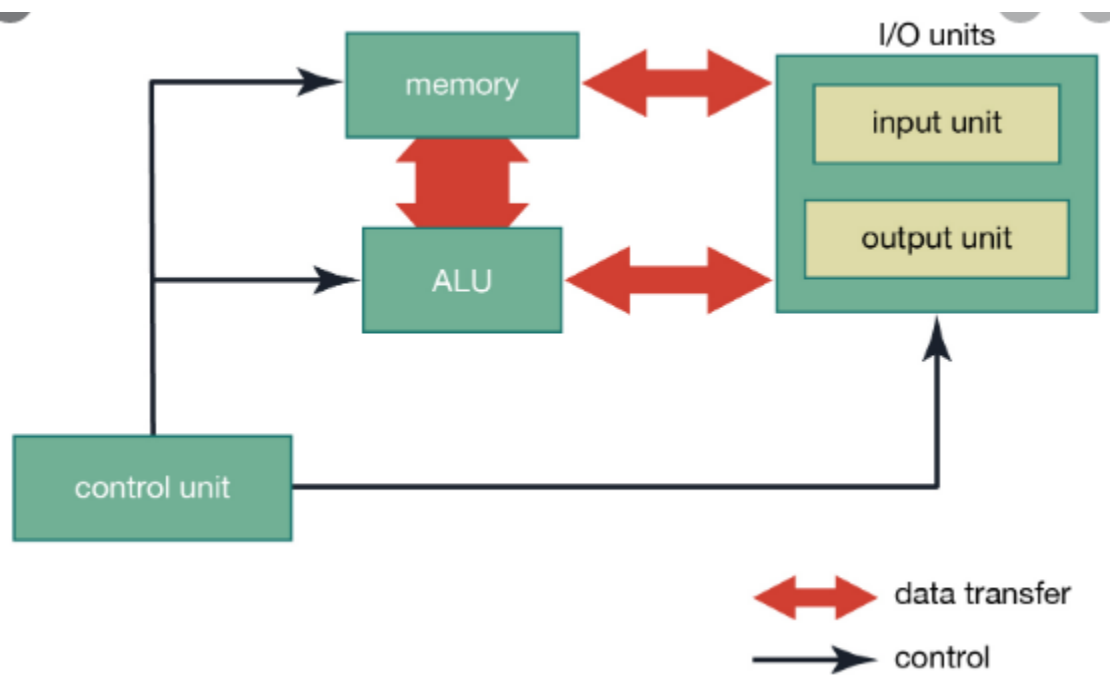 I/O units
memory
input unit
output unit
ALU
control unit
data transfer
control